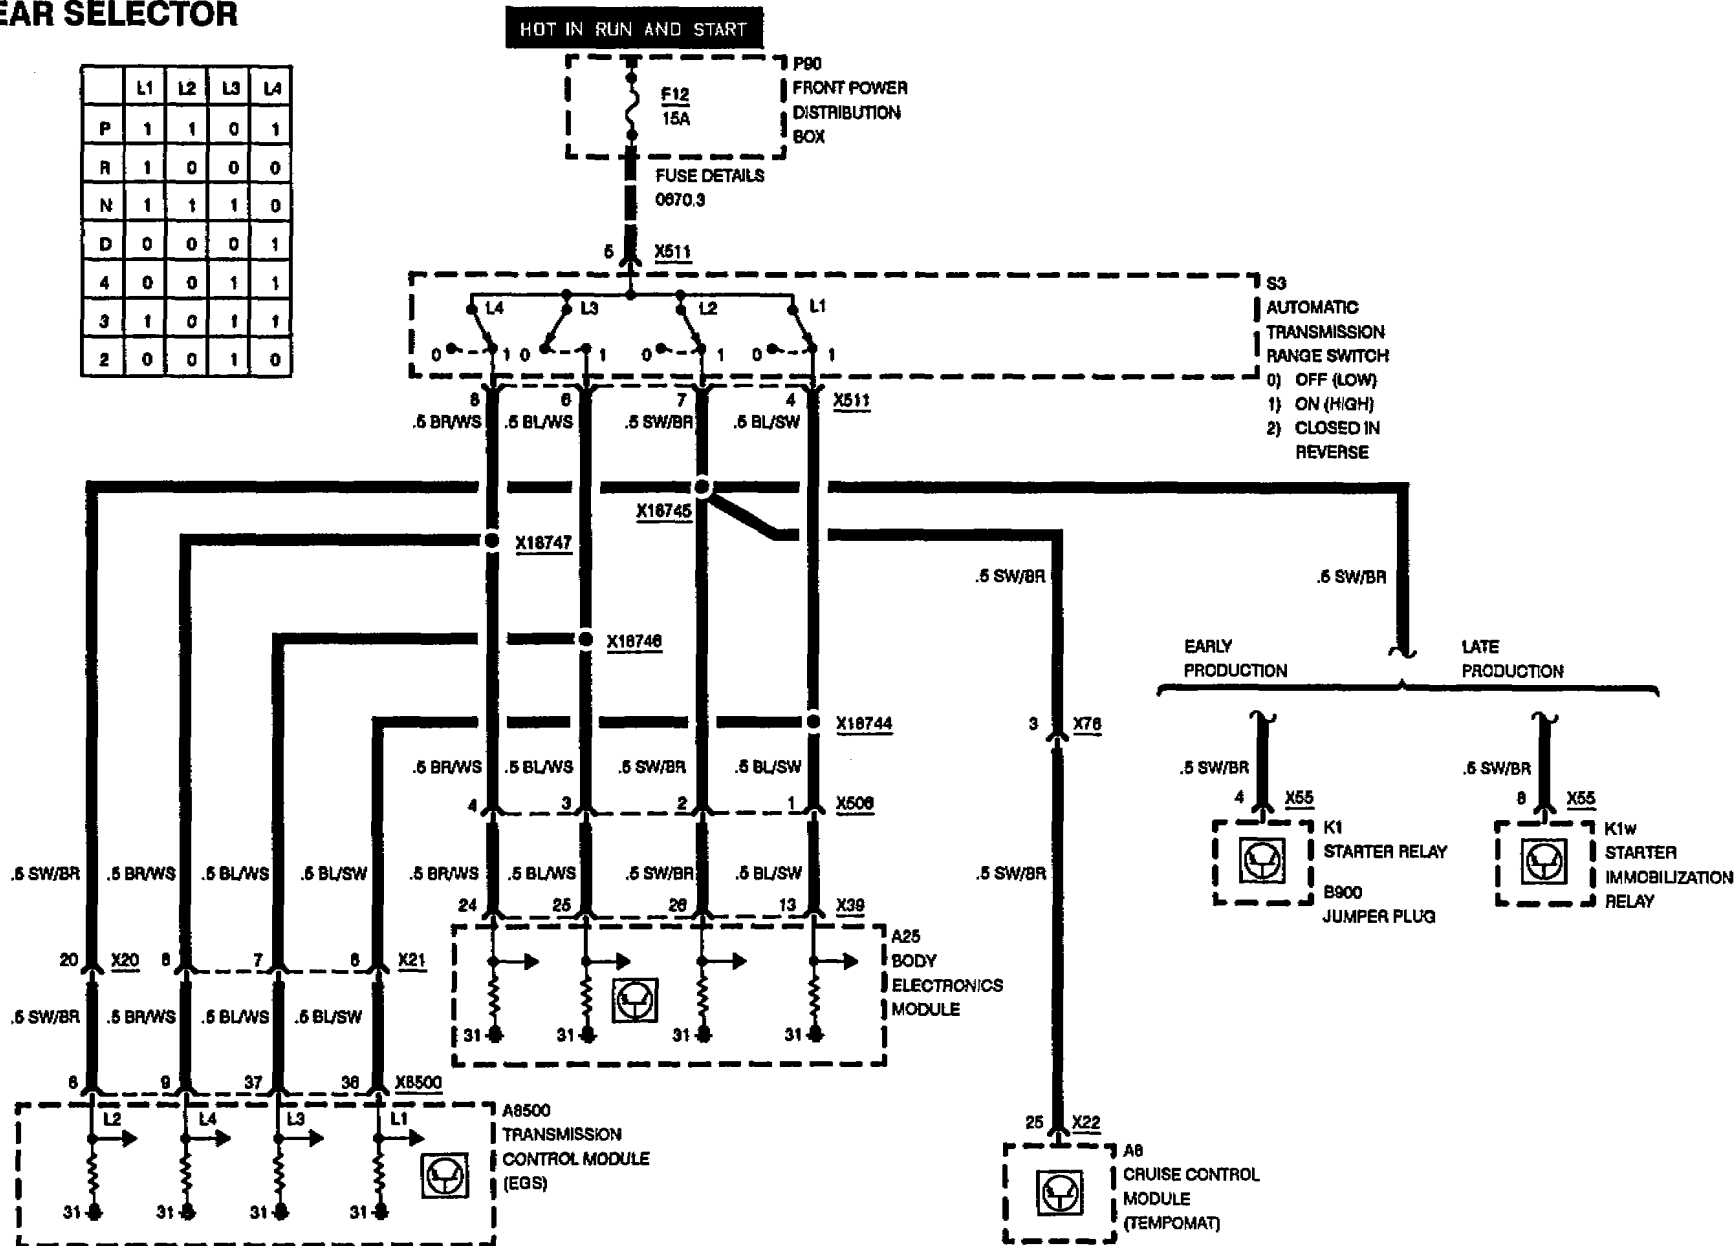 EAR SELECTOR
HOT IN RUN AND START
L1 L2 L3 L4
P 1 1 0 1
R 1 0 0 0
N 1 1 1 0
D 0 0 0 1
4 0 0 1 1
3 1 0 1 1
2 0 0 1 0
F12
15A
P90
FRONT POWER
DISTRIBUTION
BOX
FUSE DETAILS
0670.3
5 X511
L4 L3 L2 L1
0 1 0 1 0 1 0 1
S3
AUTOMATIC
TRANSMISSION
RANGE SWITCH
0) OFF (LOW)
1) ON (HIGH)
2) CLOSED IN
REVERSE
8 6 7 4 X511
.5 BR/WS .5 BL/WS .5 SW/BR .5 BL/SW
X18745
X18747
.5 SW/BR .5 SW/BR
X18746
EARLY
PRODUCTION
LATE
PRODUCTION
X18744
3 X76
.5 BR/WS .5 BL/WS .5 SW/BR .5 BL/SW
.5 SW/BR .5 SW/BR
4 3 2 1 X506
4 X55
8 X55
K1
STARTER RELAY
B900
JUMPER PLUG
K1w
STARTER
IMMOBILIZATION
RELAY
.5 SW/BR .5 BR/WS .5 BL/WS .5 BL/SW .5 BR/WS .5 BL/WS .5 SW/BR .5 BL/SW .5 SW/BR
24 25 26 13 X39
A25
BODY
ELECTRONICS
MODULE
31 31 31 31
20 X20 8 7 6 X21
.5 SW/BR .5 BR/WS .5 BL/WS .5 BL/SW
6 9 37 36 X8500
L2 L4 L3 L1
31 31 31 31
A8500
TRANSMISSION
CONTROL MODULE
(EGS)
25 X22
A8
CRUISE CONTROL
MODULE
(TEMPOMAT)